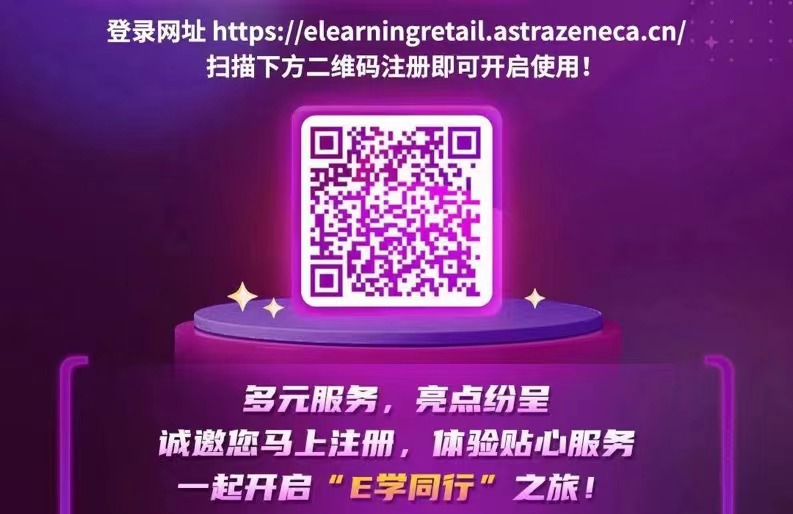 登录网址 https://elearningretail.astrazeneca.cn/
扫描下方二维码注册即可开启使用！
多元服务，亮点纷呈
诚邀您马上注册，体验贴心服务
一起开启“E学同行”之旅！